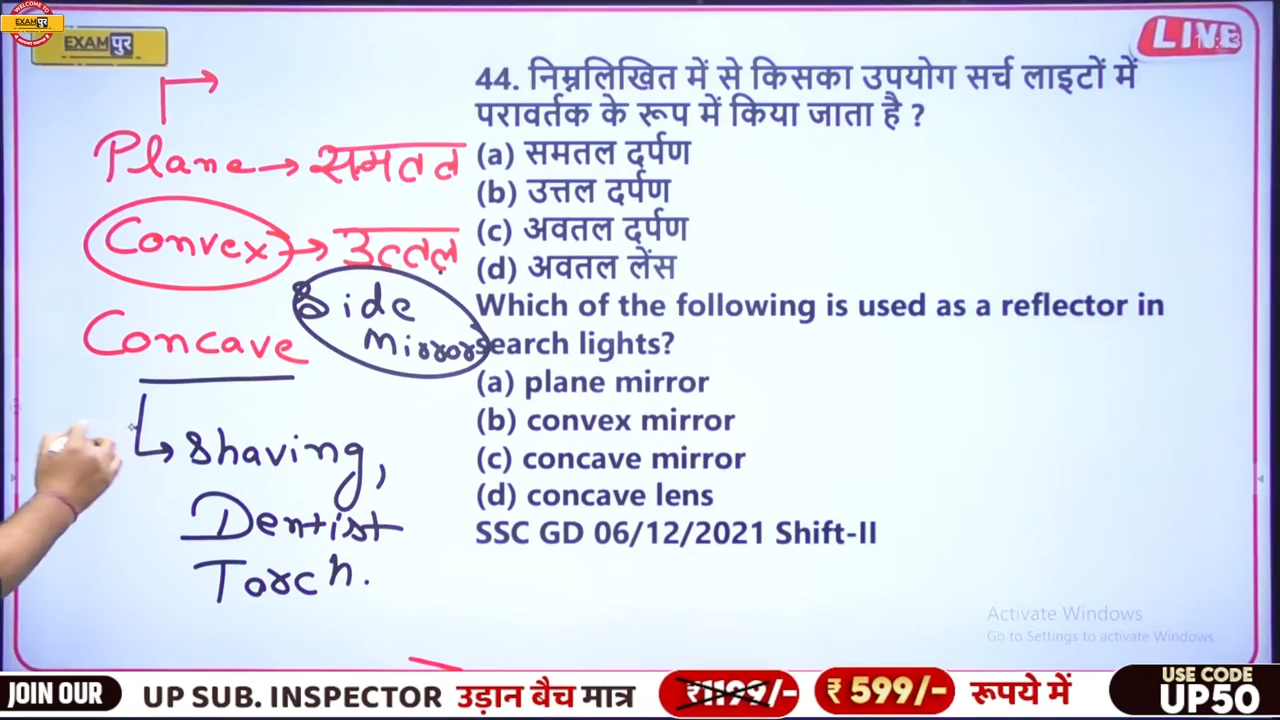 WELCOME TO
EXAMपुर
EXAMपुर
LIVE
44. निम्नलिखित में से किसका उपयोग सर्च लाइटों में
परावर्तक के रूप में किया जाता है ?
(a) समतल दर्पण
(b) उत्तल दर्पण
(c) अवतल दर्पण
(d) अवतल लेंस
Which of the following is used as a reflector in
search lights?
(a) plane mirror
(b) convex mirror
(c) concave mirror
(d) concave lens
SSC GD 06/12/2021 Shift-II
Plane → समतल
Convex → उत्तल
Side
Mirror
Concave
Shaving,
Dentist
Torch.
Activate Windows
Go to Settings to activate Windows.
JOIN OUR UP SUB. INSPECTOR उड़ान बैच मात्र ₹1199/- ₹ 599/- रूपये में USE CODE
UP50